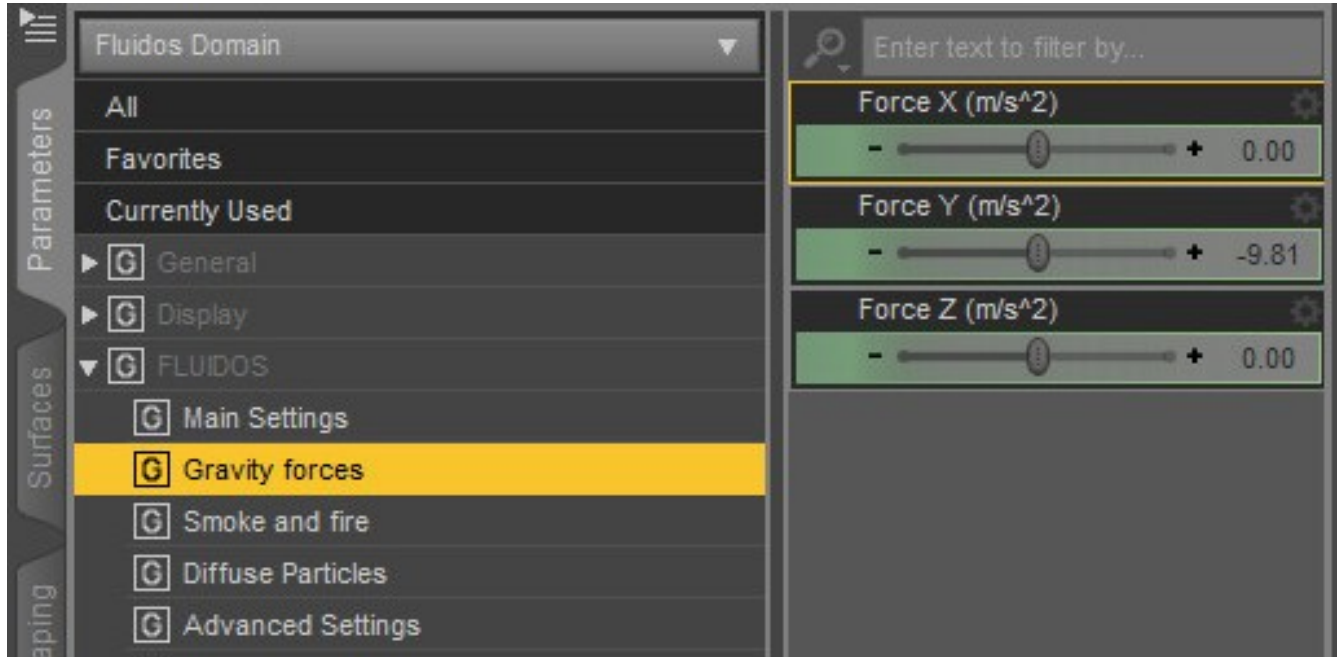 Fluidos Domain
All
Favorites
Currently Used
G General
G Display
G FLUIDOS
G Main Settings
G Gravity forces
G Smoke and fire
G Diffuse Particles
G Advanced Settings
Parameters
Surfaces
aping
Enter text to filter by...
Force X (m/s^2)
- + 0.00
Force Y (m/s^2)
- + -9.81
Force Z (m/s^2)
- + 0.00